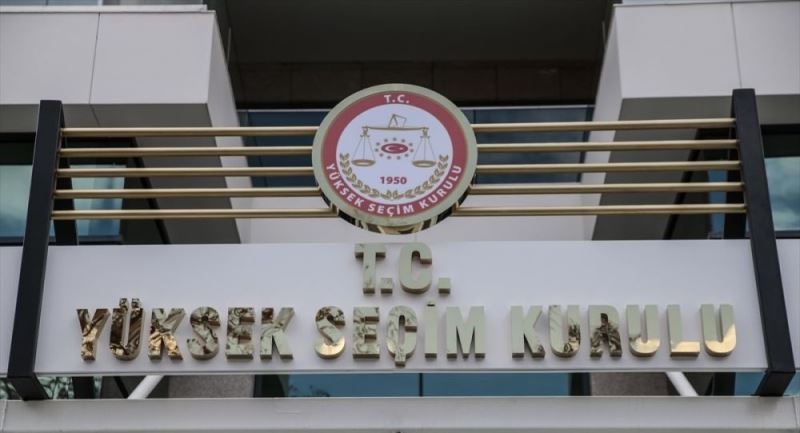 T.C.
1950
YÜKSEK SEÇİM KURULU
T.C.
YÜKSEK SEÇİM KURULU